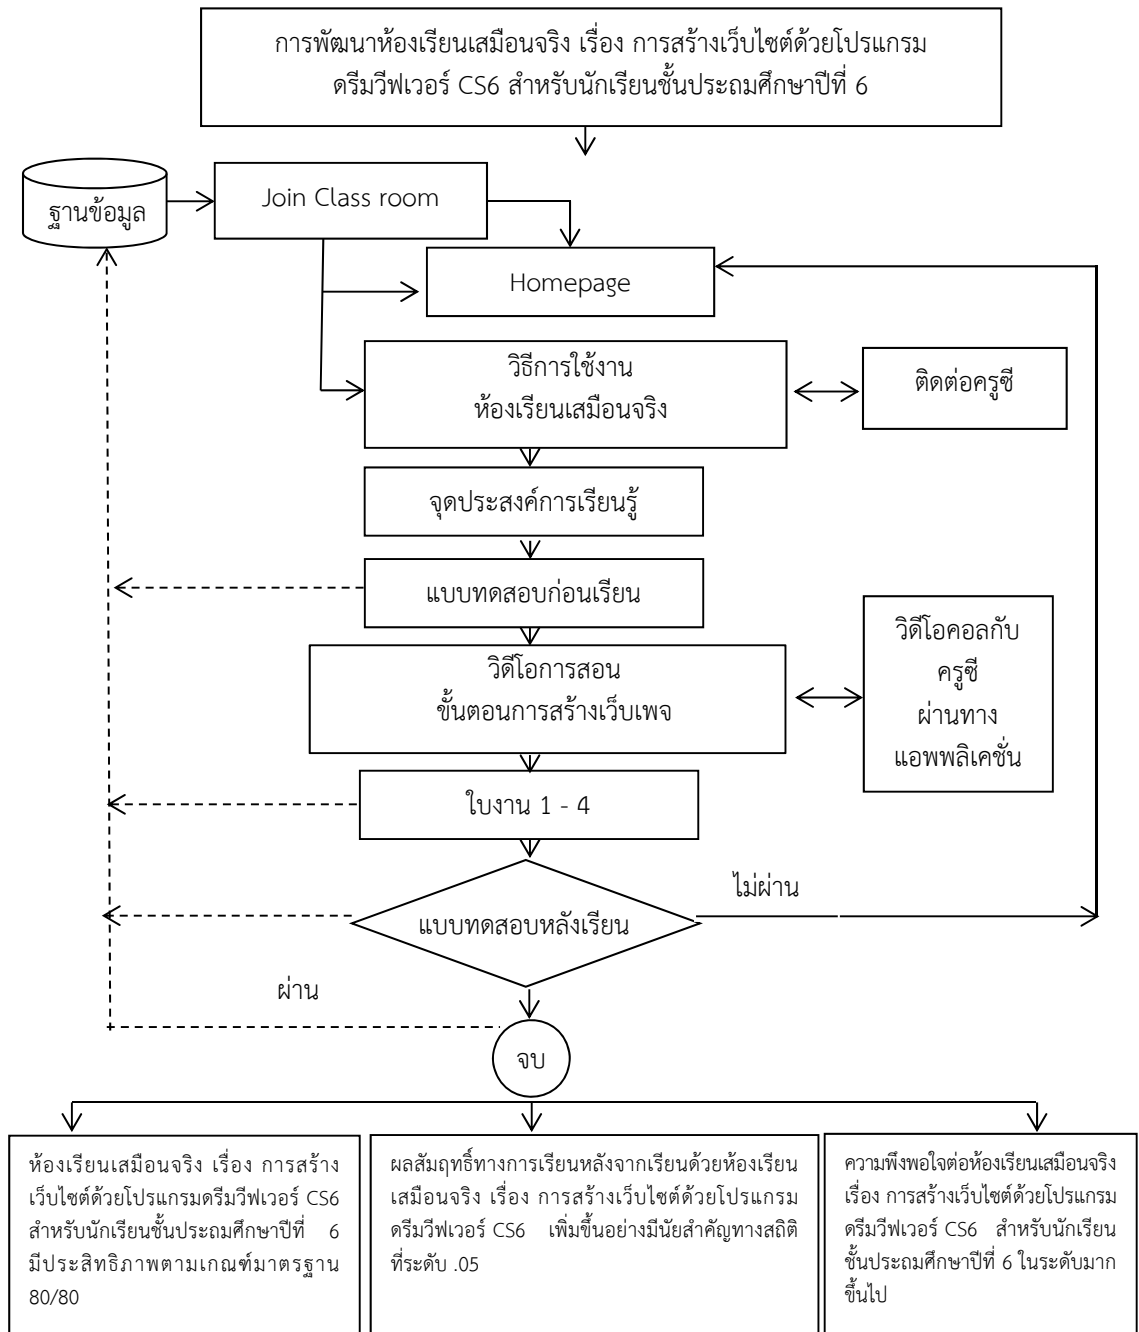 การพัฒนาห้องเรียนเสมือนจริง เรื่อง การสร้างเว็บไซต์ด้วยโปรแกรม
ดรีมวีฟเวอร์ CS6 สำหรับนักเรียนชั้นประถมศึกษาปีที่ 6
ฐานข้อมูล
Join Class room
Homepage
วิธีการใช้งาน
ห้องเรียนเสมือนจริง
ติดต่อครูซี
จุดประสงค์การเรียนรู้
แบบทดสอบก่อนเรียน
วิดีโอการสอน
ขั้นตอนการสร้างเว็บเพจ
วิดีโอคอลกับ
ครูซี
ผ่านทาง
แอพพลิเคชั่น
ใบงาน 1 - 4
แบบทดสอบหลังเรียน
ไม่ผ่าน
ผ่าน
จบ
ห้องเรียนเสมือนจริง เรื่อง การสร้าง
เว็บไซต์ด้วยโปรแกรมดรีมวีฟเวอร์ CS6
สำหรับนักเรียนชั้นประถมศึกษาปีที่ 6
มีประสิทธิภาพตามเกณฑ์มาตรฐาน
80/80
ผลสัมฤทธิ์ทางการเรียนหลังจากเรียนด้วยห้องเรียน
เสมือนจริง เรื่อง การสร้างเว็บไซต์ด้วยโปรแกรม
ดรีมวีฟเวอร์ CS6 เพิ่มขึ้นอย่างมีนัยสำคัญทางสถิติ
ที่ระดับ .05
ความพึงพอใจต่อห้องเรียนเสมือนจริง
เรื่อง การสร้างเว็บไซต์ด้วยโปรแกรม
ดรีมวีฟเวอร์ CS6 สำหรับนักเรียน
ชั้นประถมศึกษาปีที่ 6 ในระดับมาก
ขึ้นไป